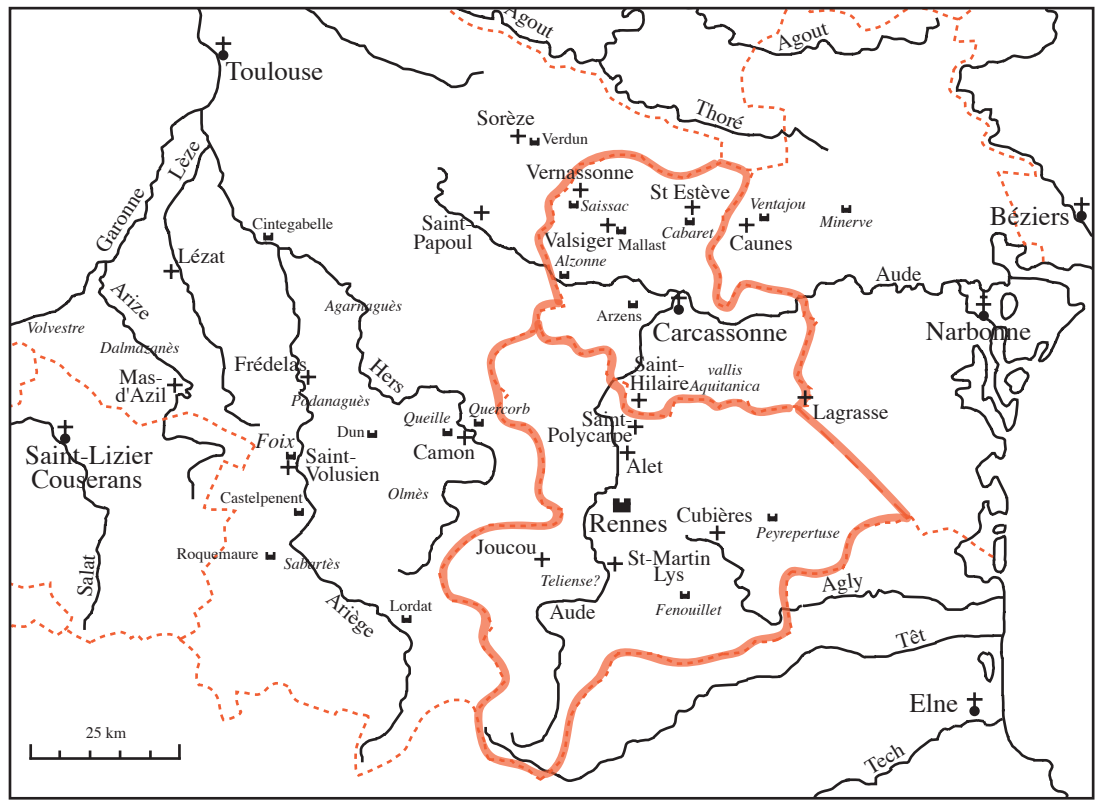 Agout
Agout
Toulouse
Thoré
Sorèze
Verdun
Lèze
Vernassonne
Saissac
St Estève
Ventajou
Minerve
Béziers
Garonne
Cintegabelle
Saint-
Papoul
Valsiger
Mallast
Cabaret
Caunes
Lézat
Alzonne
Aude
Arize
Agarnaguès
Arzens
Carcassonne
Narbonne
Volvestre
Dalmazanès
Frédelas
Hers
Saint-
Hilaire
vallis
Aquitanica
Mas-
d'Azil
Podanaguès
Queille
Quercorb
Lagrasse
Dun
Camon
Saint-
Polycarpe
Foix
Saint-
Volusien
Alet
Saint-Lizier
Couserans
Castelpenent
Olmès
Rennes
Cubières
Peyrepertuse
Roquemaure
Sabartès
Joucou
Teliense?
St-Martin
Lys
Salat
Ariège
Lordat
Aude
Fenouillet
Agly
Têt
Elne
25 km
Tech